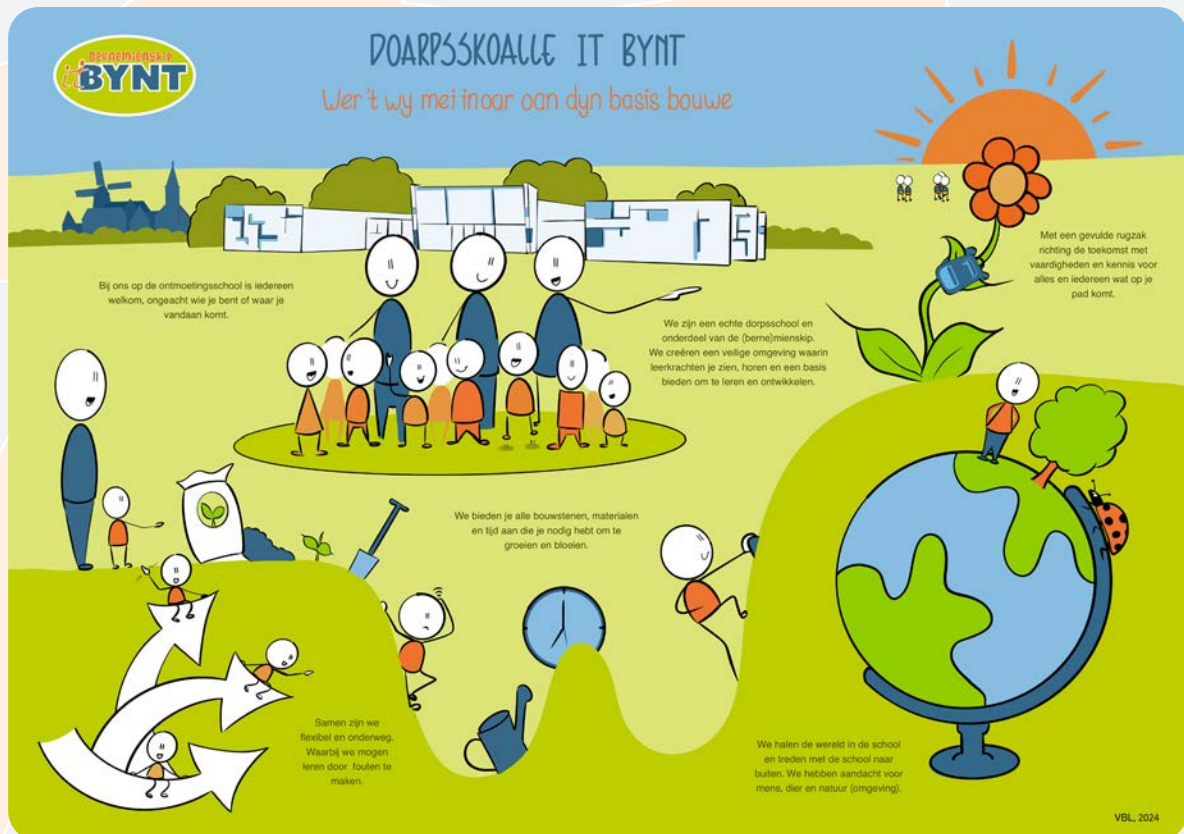 bernemienskip
it BYNT
DOARPSSKOALLE IT BYNT
Wer't wy mei inoar oan dyn basis bouwe
Bij ons op de ontmoetingsschool is iedereen
welkom, ongeacht wie je bent of waar je
vandaan komt.
Met een gevulde rugzak
richting de toekomst met
vaardigheden en kennis voor
alles en iedereen wat op je
pad komt.
We zijn een echte dorpsschool en
onderdeel van de (berne)mienskip.
We creëren een veilige omgeving waarin
leerkrachten je zien, horen en een basis
bieden om te leren en ontwikkelen.
We bieden je alle bouwstenen, materialen
en tijd aan die je nodig hebt om te
groeien en bloeien.
Samen zijn we
flexibel en onderweg.
Waarbij we mogen
leren door fouten te
maken.
We halen de wereld in de school
en treden met de school naar
buiten. We hebben aandacht voor
mens, dier en natuur (omgeving).
VBL, 2024